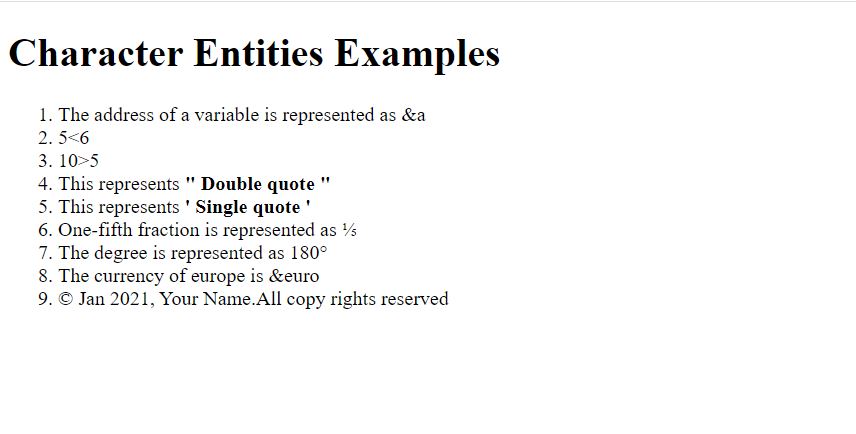 Character Entities Examples
1. The address of a variable is represented as &a
2. 5<6
3. 10>5
4. This represents " Double quote "
5. This represents ' Single quote '
6. One-fifth fraction is represented as ⅕
7. The degree is represented as 180°
8. The currency of europe is &euro
9. © Jan 2021, Your Name.All copy rights reserved